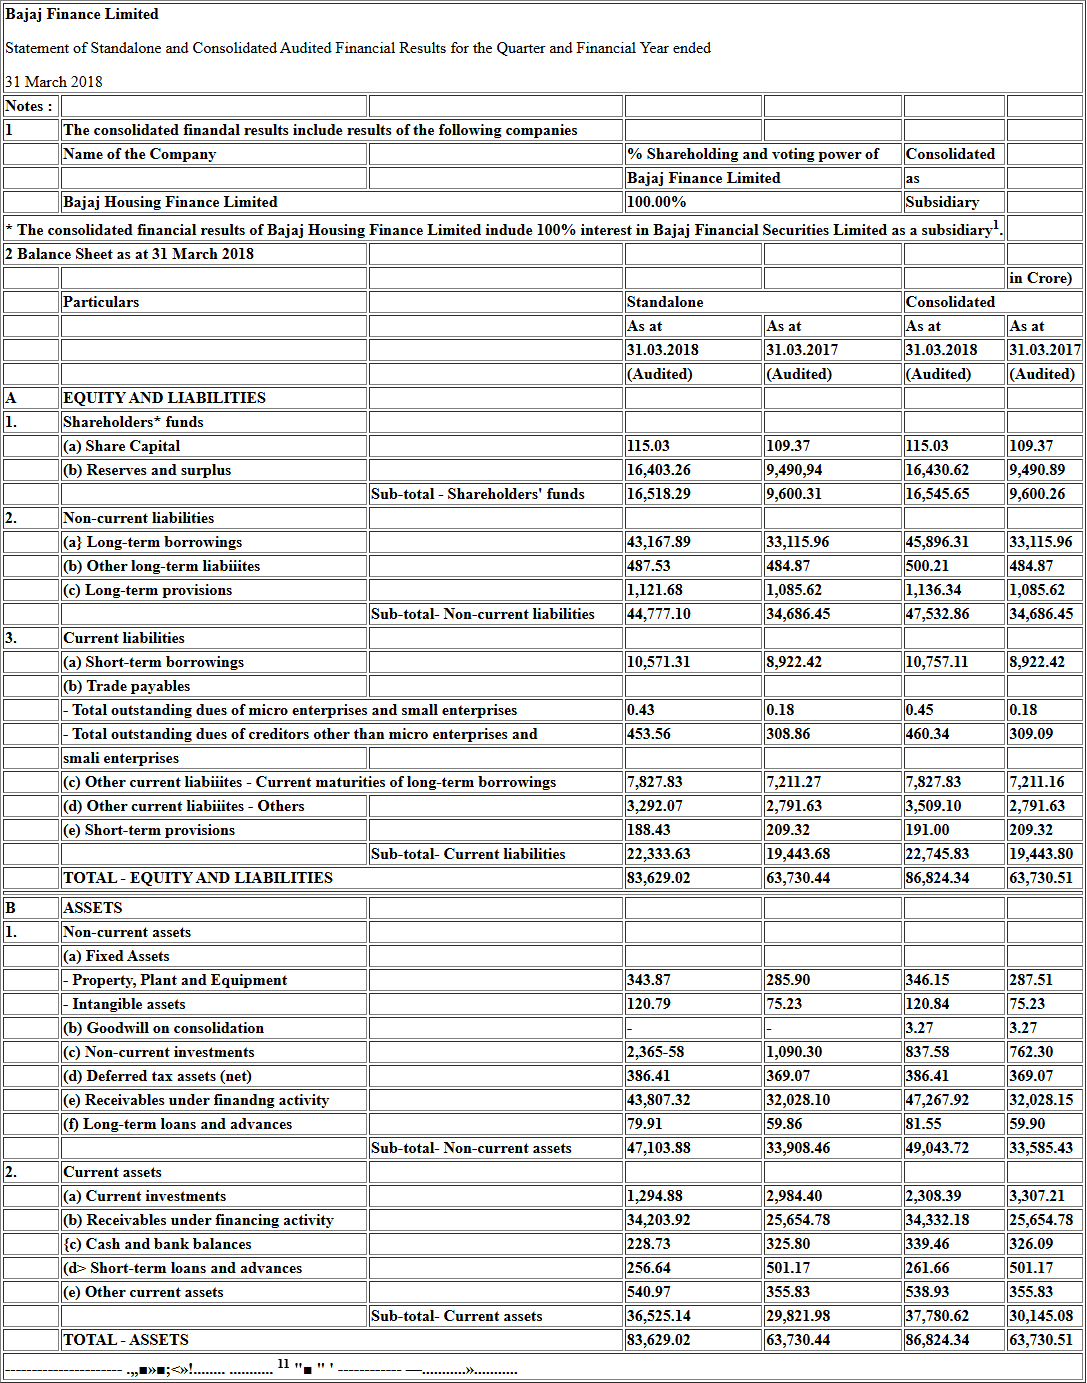 Bajaj Finance Limited
Statement of Standalone and Consolidated Audited Financial Results for the Quarter and Financial Year ended
31 March 2018
Notes :
1 The consolidated finandal results include results of the following companies
Name of the Company % Shareholding and voting power of Consolidated
Bajaj Finance Limited as
Bajaj Housing Finance Limited 100.00% Subsidiary
* The consolidated financial results of Bajaj Housing Finance Limited indude 100% interest in Bajaj Financial Securities Limited as a subsidiary1.
2 Balance Sheet as at 31 March 2018
in Crore)
Particulars Standalone Consolidated
As at As at As at As at
31.03.2018 31.03.2017 31.03.2018 31.03.2017
(Audited) (Audited) (Audited) (Audited)
A EQUITY AND LIABILITIES
1. Shareholders* funds
(a) Share Capital 115.03 109.37 115.03 109.37
(b) Reserves and surplus 16,403.26 9,490,94 16,430.62 9,490.89
Sub-total - Shareholders' funds 16,518.29 9,600.31 16,545.65 9,600.26
2. Non-current liabilities
(a} Long-term borrowings 43,167.89 33,115.96 45,896.31 33,115.96
(b) Other long-term liabiiites 487.53 484.87 500.21 484.87
(c) Long-term provisions 1,121.68 1,085.62 1,136.34 1,085.62
Sub-total- Non-current liabilities 44,777.10 34,686.45 47,532.86 34,686.45
3. Current liabilities
(a) Short-term borrowings 10,571.31 8,922.42 10,757.11 8,922.42
(b) Trade payables
- Total outstanding dues of micro enterprises and small enterprises 0.43 0.18 0.45 0.18
- Total outstanding dues of creditors other than micro enterprises and 453.56 308.86 460.34 309.09
smali enterprises
(c) Other current liabiiites - Current maturities of long-term borrowings 7,827.83 7,211.27 7,827.83 7,211.16
(d) Other current liabiiites - Others 3,292.07 2,791.63 3,509.10 2,791.63
(e) Short-term provisions 188.43 209.32 191.00 209.32
Sub-total- Current liabilities 22,333.63 19,443.68 22,745.83 19,443.80
TOTAL - EQUITY AND LIABILITIES 83,629.02 63,730.44 86,824.34 63,730.51
B ASSETS
1. Non-current assets
(a) Fixed Assets
- Property, Plant and Equipment 343.87 285.90 346.15 287.51
- Intangible assets 120.79 75.23 120.84 75.23
(b) Goodwill on consolidation - - 3.27 3.27
(c) Non-current investments 2,365-58 1,090.30 837.58 762.30
(d) Deferred tax assets (net) 386.41 369.07 386.41 369.07
(e) Receivables under finandng activity 43,807.32 32,028.10 47,267.92 32,028.15
(f) Long-term loans and advances 79.91 59.86 81.55 59.90
Sub-total- Non-current assets 47,103.88 33,908.46 49,043.72 33,585.43
2. Current assets
(a) Current investments 1,294.88 2,984.40 2,308.39 3,307.21
(b) Receivables under financing activity 34,203.92 25,654.78 34,332.18 25,654.78
{c) Cash and bank balances 228.73 325.80 339.46 326.09
(d> Short-term loans and advances 256.64 501.17 261.66 501.17
(e) Other current assets 540.97 355.83 538.93 355.83
Sub-total- Current assets 36,525.14 29,821.98 37,780.62 30,145.08
TOTAL - ASSETS 83,629.02 63,730.44 86,824.34 63,730.51
---------------------- .,„■»■;<»!........ ........... 11 "■ " ' ------------ —...........»...........